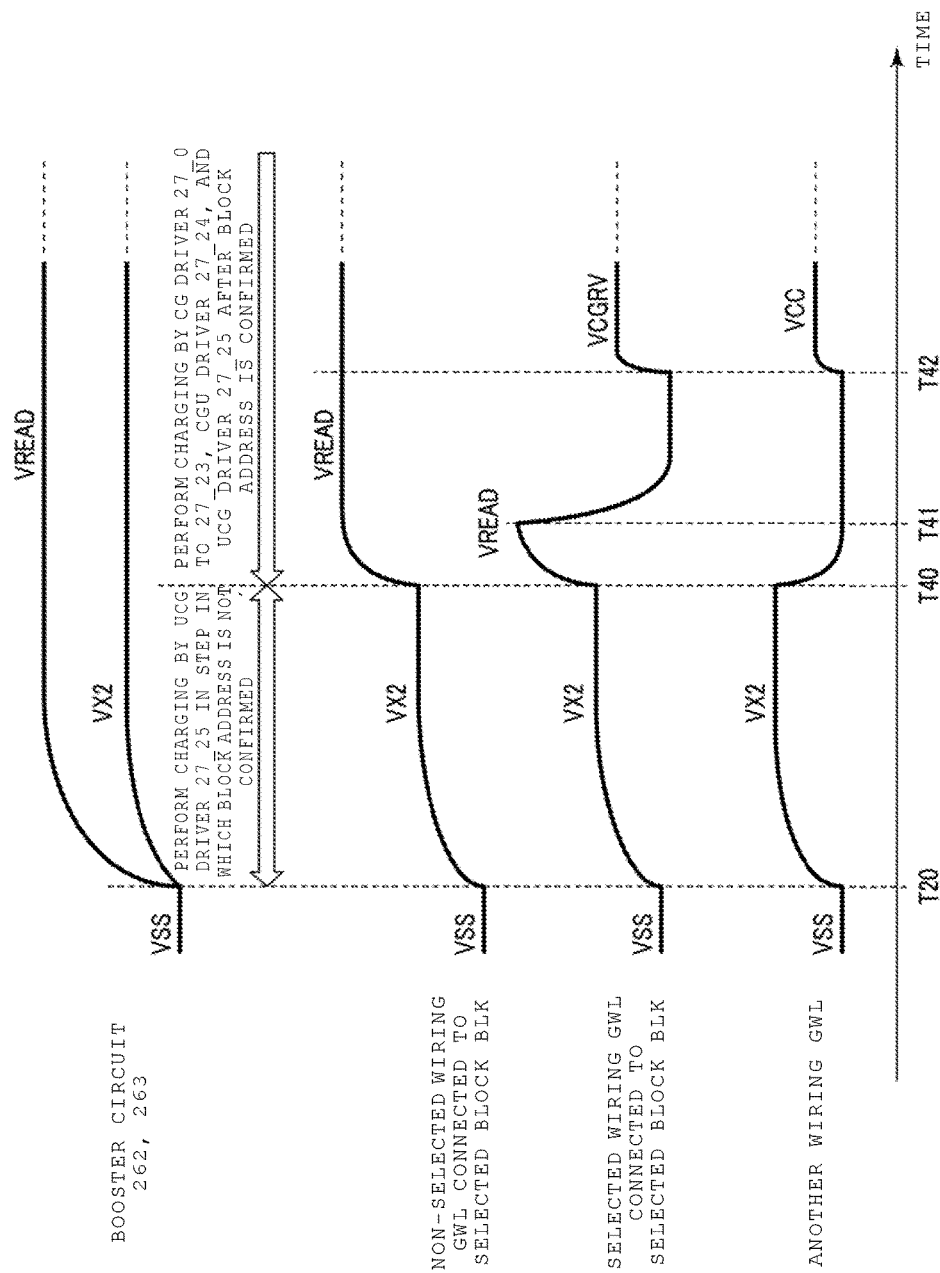 BOOSTER CIRCUIT
262, 263
VSS
VREAD
VX2
PERFORM CHARGING BY UCG
DRIVER 27_25 IN STEP IN
WHICH BLOCK ADDRESS IS NOT
CONFIRMED
PERFORM CHARGING BY CG DRIVER 27_0
TO 27_23, CGU DRIVER 27_24, AND
UCG DRIVER 27_25 AFTER BLOCK
ADDRESS IS CONFIRMED
NON-SELECTED WIRING
GWL CONNECTED TO
SELECTED BLOCK BLK
VSS
VX2
VREAD
SELECTED WIRING GWL
CONNECTED TO
SELECTED BLOCK BLK
VSS
VX2
VREAD
VCGRV
ANOTHER WIRING GWL
VSS
VX2
VCC
T20
T40
T41
T42
TIME